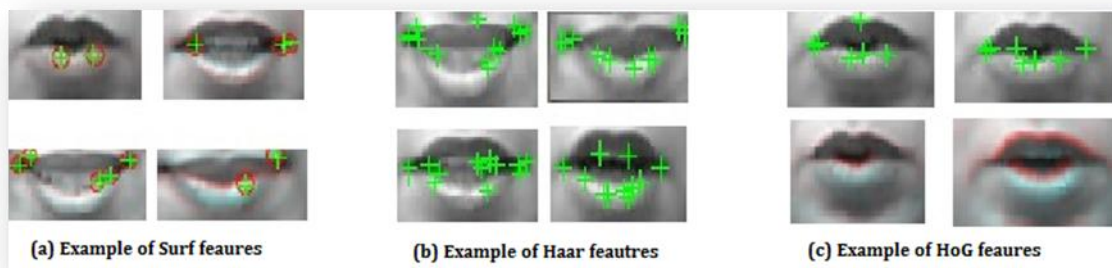 (a) Example of Surf feaures
(b) Example of Haar feautres
(c) Example of HoG feaures